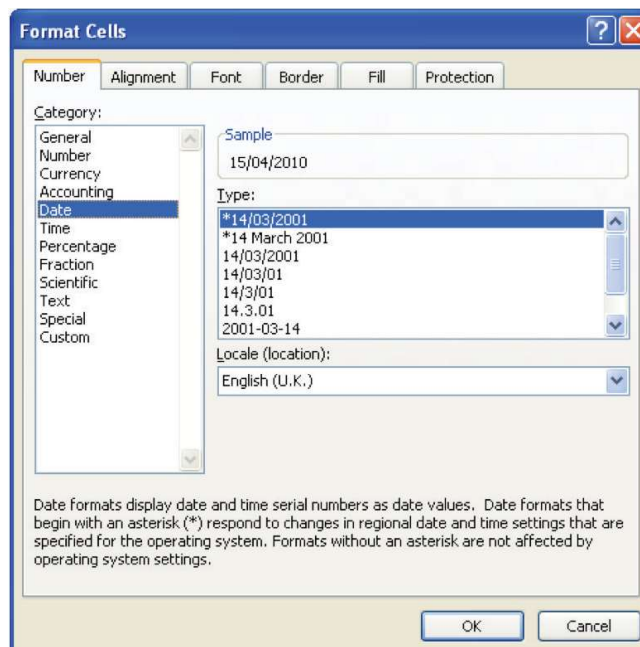 Format Cells
Number
Alignment
Font
Border
Fill
Protection
Category:
General
Number
Currency
Accounting
Date
Time
Percentage
Fraction
Scientific
Text
Special
Custom
Sample
15/04/2010
Type:
*14/03/2001
*14 March 2001
14/03/2001
14/03/01
14/3/01
14.3.01
2001-03-14
Locale (location):
English (U.K.)
Date formats display date and time serial numbers as date values. Date formats that
begin with an asterisk (*) respond to changes in regional date and time settings that are
specified for the operating system. Formats without an asterisk are not affected by
operating system settings.
OK
Cancel